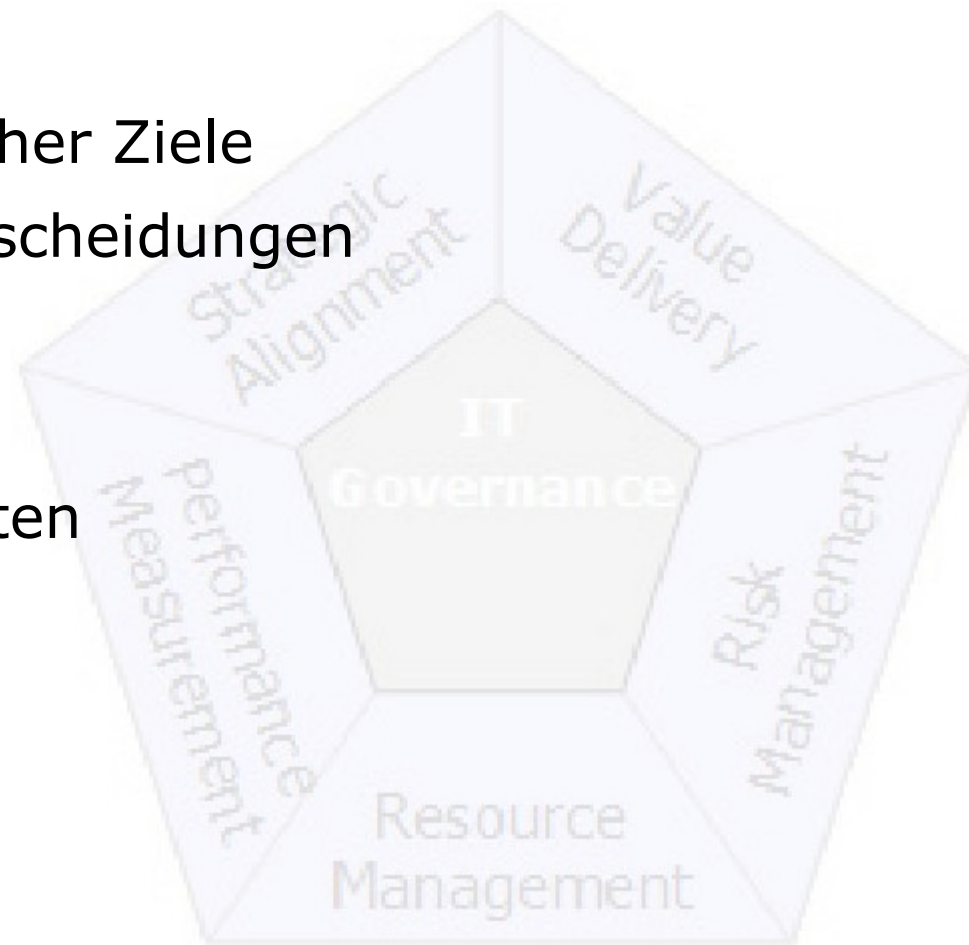 her Ziele
scheidungen
ten
Strategic
Alignment
Value
Delivery
IT
Governance
Performance
Measurement
Risk
Management
Resource
Management